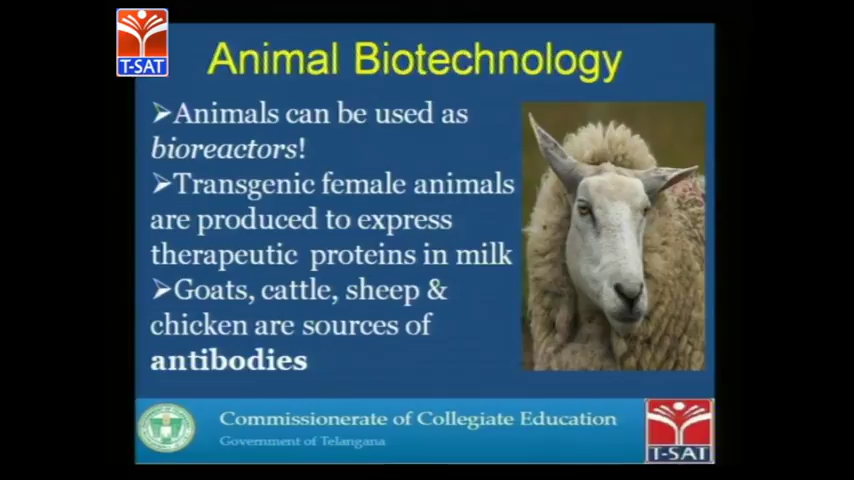 T-SAT
Animal Biotechnology
➢Animals can be used as
bioreactors!
➢Transgenic female animals
are produced to express
therapeutic proteins in milk
➢Goats, cattle, sheep &
chicken are sources of
antibodies
Commissionerate of Collegiate Education
Government of Telangana
T-SAT